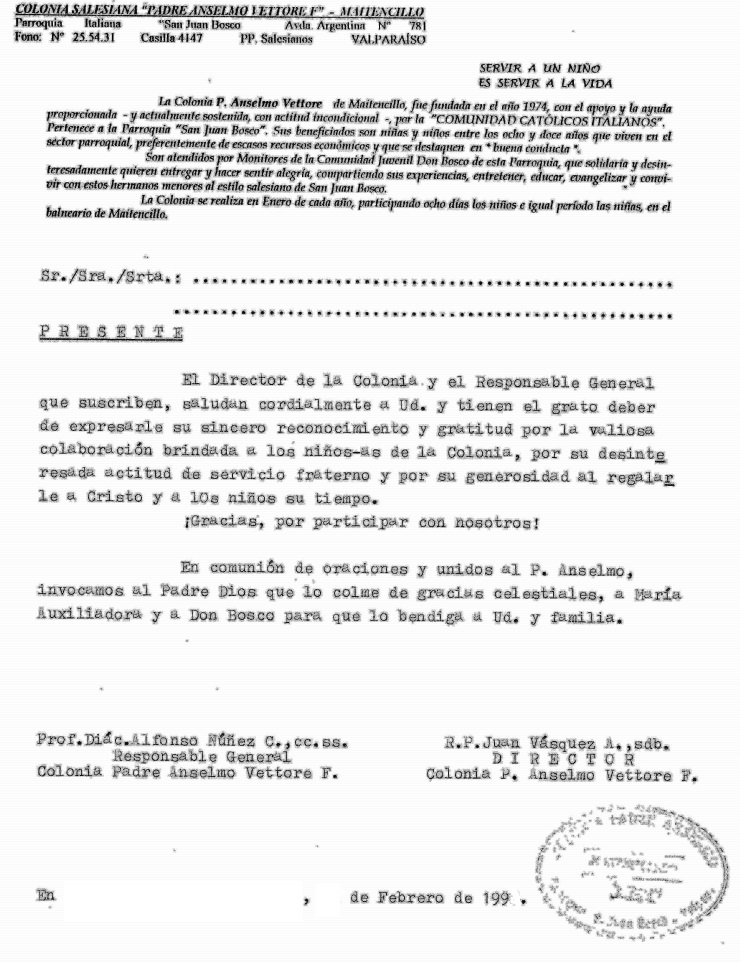 COLONIA SALESIANA "PADRE ANSELMO VETTORE F" - MAITENCILLO
Parroquia Italiana "San Juan Bosco Avda. Argentina Nº 781
Fono: Nº 25.54.31 Casilla 4147 PP. Salesianos VALPARAÍSO
SERVIR A UN NIÑO
ES SERVIR A LA VIDA
La Colonia P. Anselmo Vettore de Maitencillo, fue fundada en el año 1974, con el apoyo y la ayuda
proporcionada - y actualmente sostenida, con actitud incondicional -, por la "COMUNIDAD CATÓLICOS ITALIANOS".
Pertenece a la Parroquia "San Juan Bosco". Sus beneficiados son niñas y niños entre los ocho y doce años que viven en el
sector parroquial, preferentemente de escasos recursos económicos y que se destaquen en "buena conducta".
Son atendidos por Monitores de la Comunidad Juvenil Don Bosco de esta Parroquia, que solidaria y desin-
teresadamente quieren entregar y hacer sentir alegría, compartiendo sus experiencias, entretener, educar, evangelizar y convi-
vir con estos hermanos menores al estilo salesiano de San Juan Bosco.
La Colonia se realiza en Enero de cada año, participando ocho días los niños e igual período las niñas, en el
balneario de Maitencillo.
Sr./Sra./Srta.: ......................................................
......................................................
P R E S E N T E
El Director de la Colonia y el Responsable General
que suscriben, saludan cordialmente a Ud. y tienen el grato deber
de expresarle su sincero reconocimiento y gratitud por la valiosa
colaboración brindada a los niños-as de la Colonia, por su desinte
resada actitud de servicio fraterno y por su generosidad al regalar
le a Cristo y a l0s niños su tiempo.
¡Gracias, por participar con nosotros!
En comunión de oraciones y unidos al P. Anselmo,
invocamos al Padre Dios que lo colme de gracias celestiales, a María
Auxiliadora y a Don Bosco para que lo bendiga a Ud. y familia.
Prof.Diác.Alfonso Núñez C.,cc.ss.
Responsable General
Colonia Padre Anselmo Vettore F.
R.P.Juan Vásquez A.,sdb.
D I R E C T O R
Colonia P. Anselmo Vettore F.
En , de Febrero de 199 .